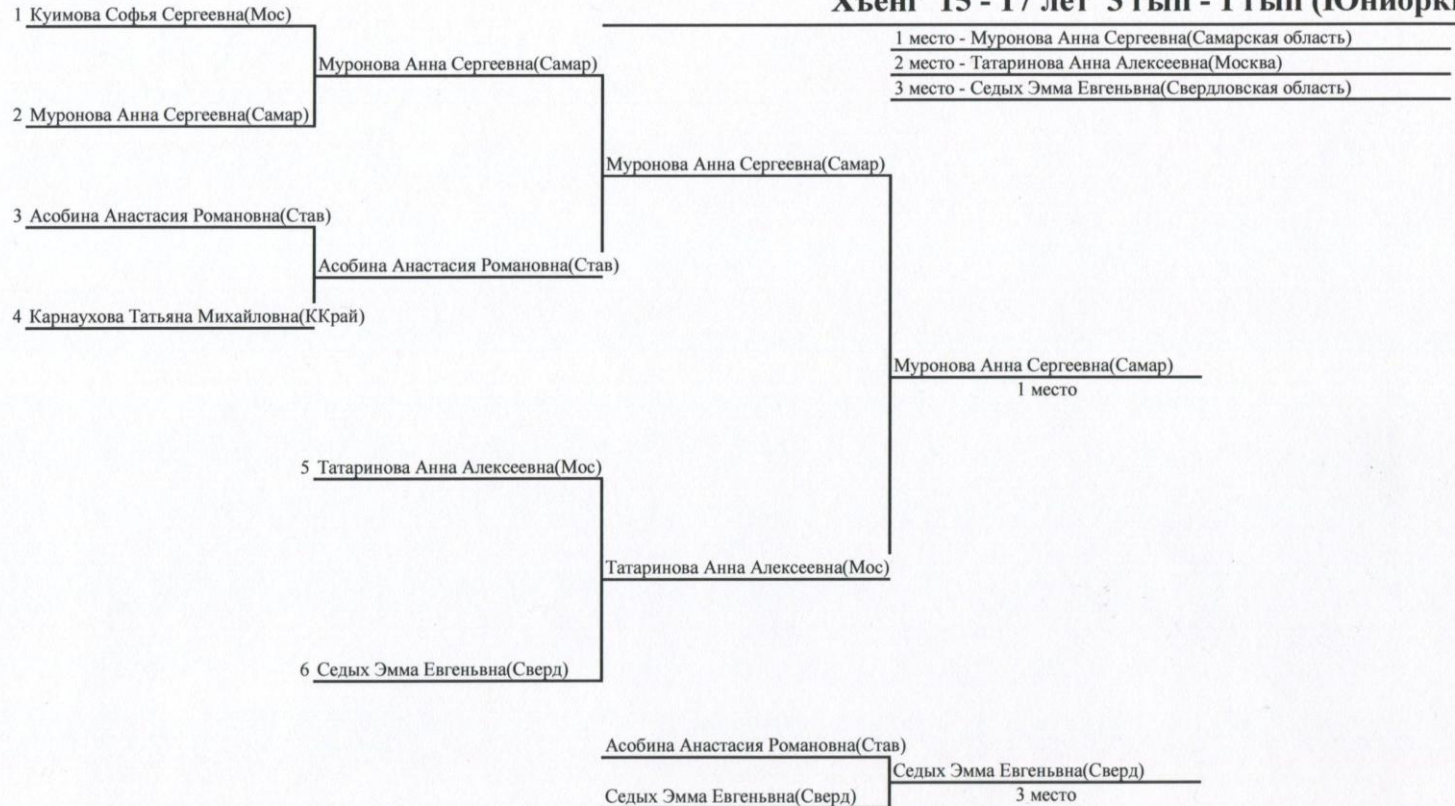 Хъенг 15 - 17 лет 3 гып - 1 гып (Юниорк
1 место - Муронова Анна Сергеевна(Самарская область)
2 место - Татаринова Анна Алексеевна(Москва)
3 место - Седых Эмма Евгеньвна(Свердловская область)
1 Куимова Софья Сергеевна(Мос)
Муронова Анна Сергеевна(Самар)
2 Муронова Анна Сергеевна(Самар)
Муронова Анна Сергеевна(Самар)
3 Асобина Анастасия Романовна(Став)
Асобина Анастасия Романовна(Став)
4 Карнаухова Татьяна Михайловна(ККрай)
Муронова Анна Сергеевна(Самар)
1 место
5 Татаринова Анна Алексеевна(Мос)
Татаринова Анна Алексеевна(Мос)
6 Седых Эмма Евгеньвна(Сверд)
Асобина Анастасия Романовна(Став)
Седых Эмма Евгеньвна(Сверд)
3 место
Седых Эмма Евгеньвна(Сверд)